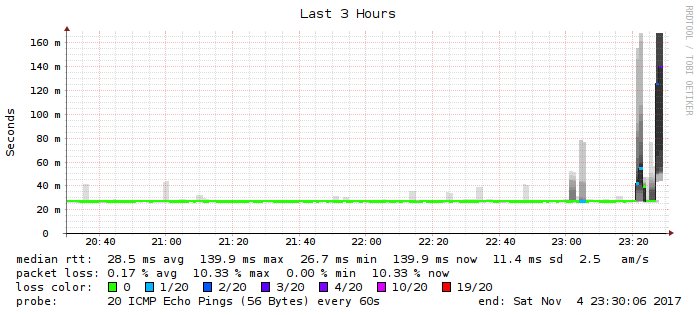 Last 3 Hours
RRDTOOL / TOBI OETIKER
Seconds
160 m
140 m
120 m
100 m
80 m
60 m
40 m
20 m
0
20:40 21:00 21:20 21:40 22:00 22:20 22:40 23:00 23:20
median rtt: 28.5 ms avg 139.9 ms max 26.7 ms min 139.9 ms now 11.4 ms sd 2.5 am/s
packet loss: 0.17 % avg 10.33 % max 0.00 % min 10.33 % now
loss color: 0 1/20 2/20 3/20 4/20 10/20 19/20
probe: 20 ICMP Echo Pings (56 Bytes) every 60s end: Sat Nov 4 23:30:06 2017